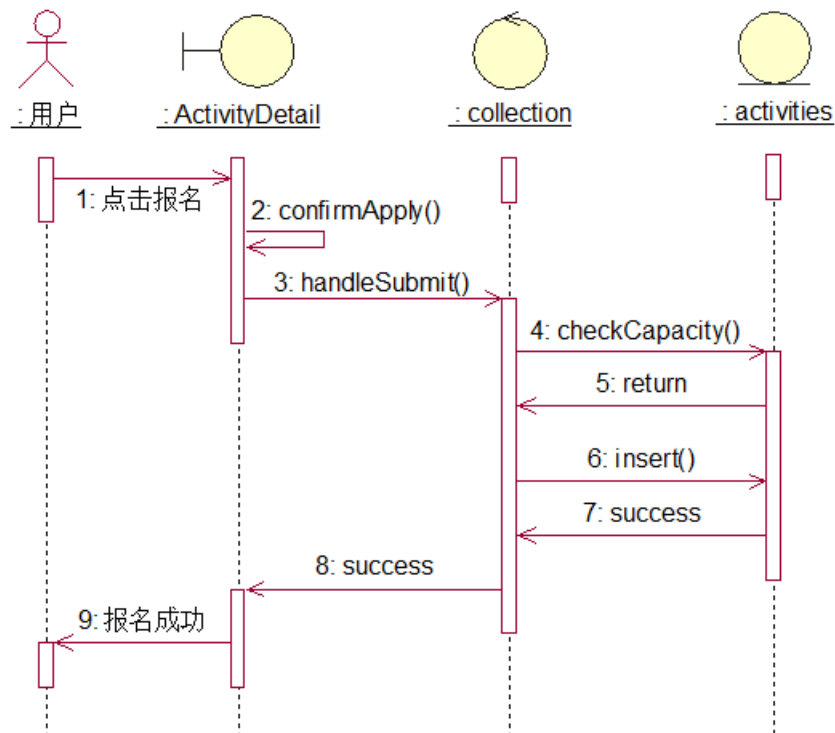 : 用户
: ActivityDetail
: collection
: activities
1: 点击报名
2: confirmApply()
3: handleSubmit()
4: checkCapacity()
5: return
6: insert()
7: success
8: success
9: 报名成功